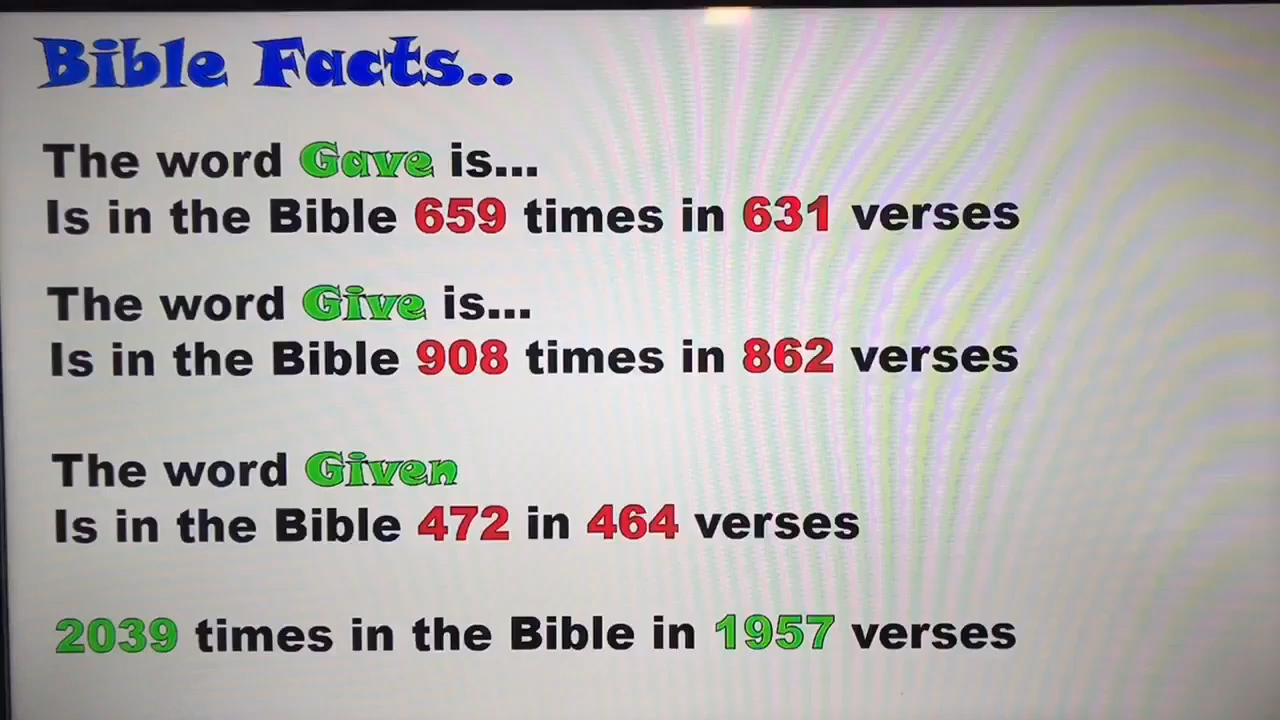 Bible Facts..
The word Gave is...
Is in the Bible 659 times in 631 verses
The word Give is...
Is in the Bible 908 times in 862 verses
The word Given
Is in the Bible 472 in 464 verses
2039 times in the Bible in 1957 verses